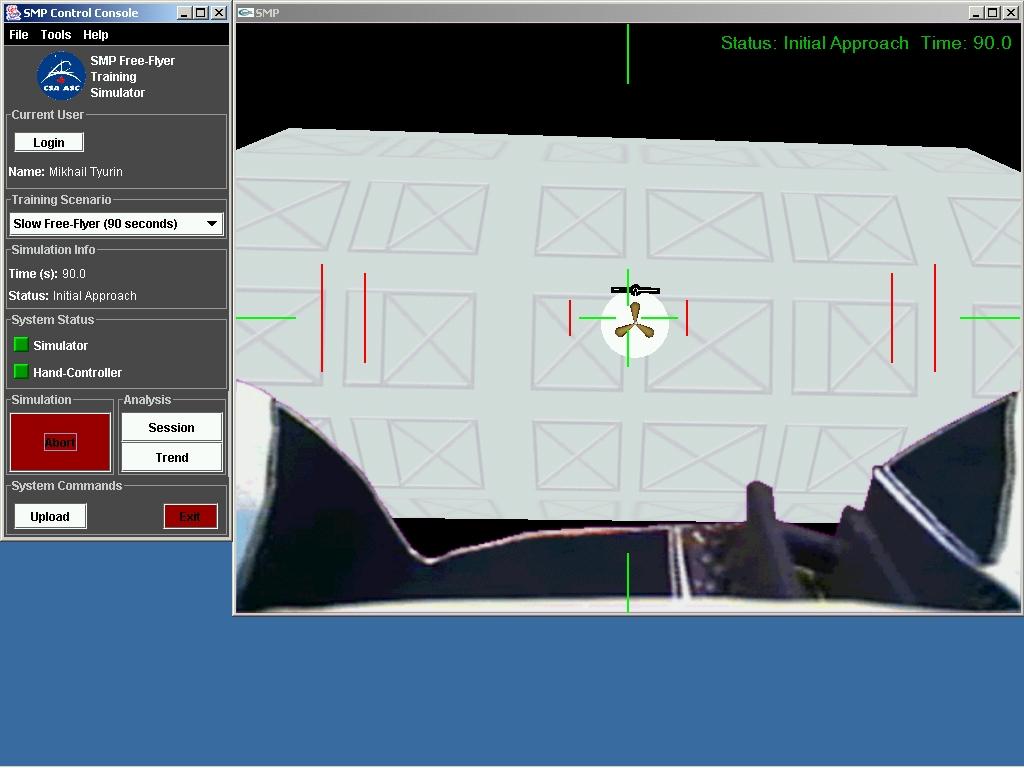 SMP Control Console
File Tools Help
CSA ASC
SMP Free-Flyer
Training
Simulator
Current User
Login
Name: Mikhail Tyurin
Training Scenario
Slow Free-Flyer (90 seconds)
Simulation Info
Time (s): 90.0
Status: Initial Approach
System Status
Simulator
Hand-Controller
Simulation
Abort
Analysis
Session
Trend
System Commands
Upload
Exit
SMP
Status: Initial Approach Time: 90.0